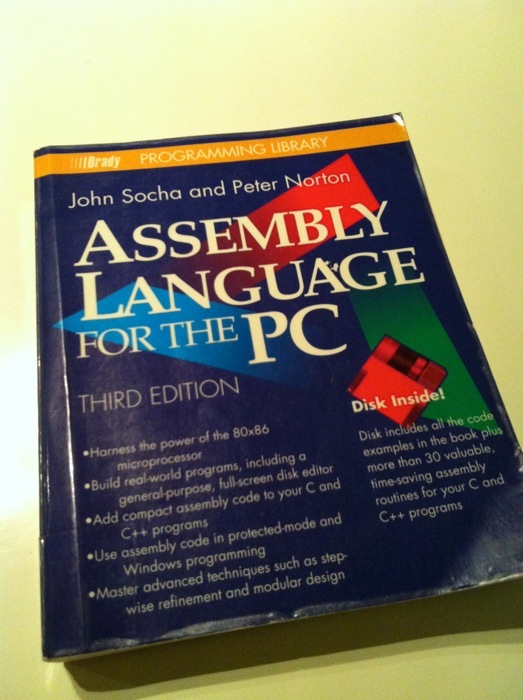 Brady PROGRAMMING LIBRARY
John Socha and Peter Norton
ASSEMBLY
LANGUAGE
FOR THE PC
THIRD EDITION
•Harness the power of the 80x86
microprocessor
•Build real-world programs, including a
general-purpose, full-screen disk editor
•Add compact assembly code to your C and
C++ programs
•Use assembly code in protected-mode and
Windows programming
•Master advanced techniques such as step-
wise refinement and modular design
Disk Inside!
Disk includes all the code
examples in the book plus
more than 30 valuable,
time-saving assembly
routines for your C and
C++ programs